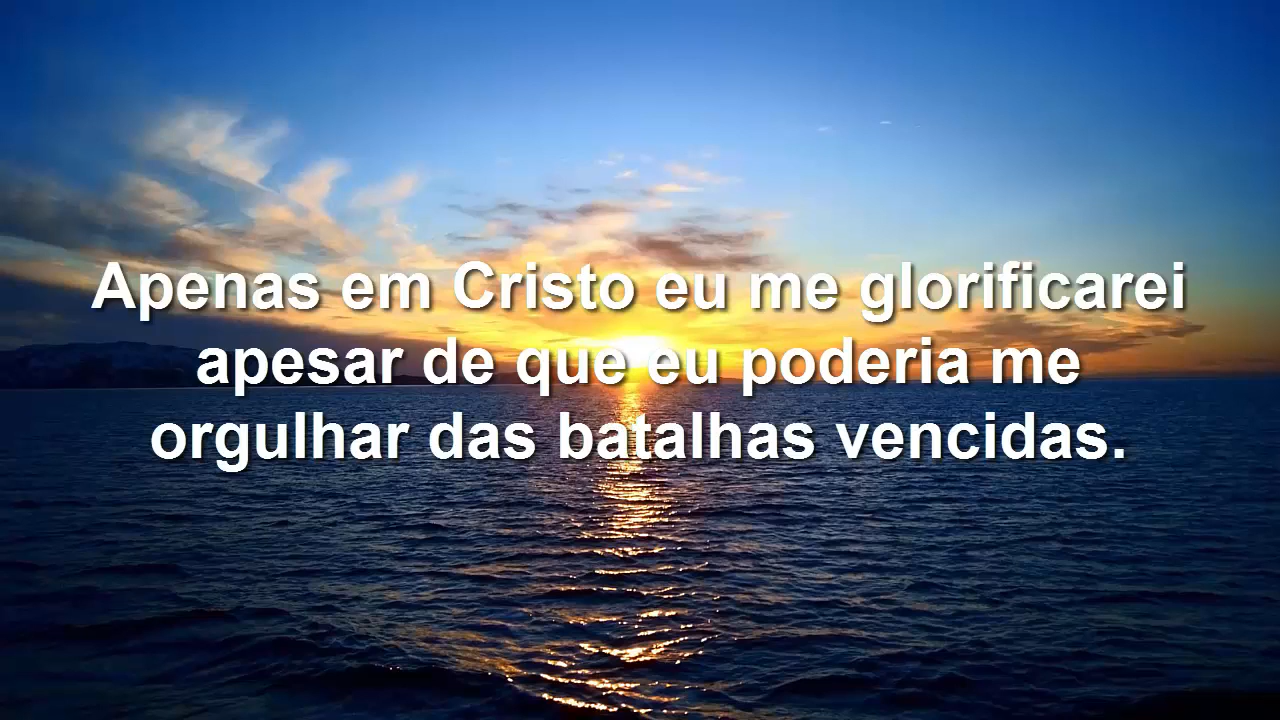 Apenas em Cristo eu me glorificarei
apesar de que eu poderia me
orgulhar das batalhas vencidas.